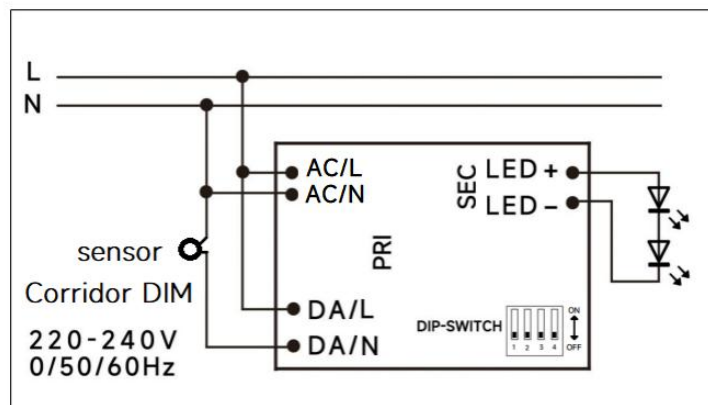 L
N
AC/L
AC/N
PRI
SEC
LED +
LED −
sensor
Corridor DIM
220-240V
0/50/60Hz
DA/L
DA/N
DIP-SWITCH
ON
OFF
1 2 3 4